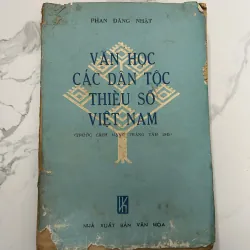 PHAN ĐĂNG NHẬT
VĂN HỌC
CÁC DÂN TỘC
THIỂU SỐ
VIỆT NAM
(TRƯỚC CÁCH MẠNG THÁNG TÁM 1945)
NHÀ XUẤT BẢN VĂN HÓA